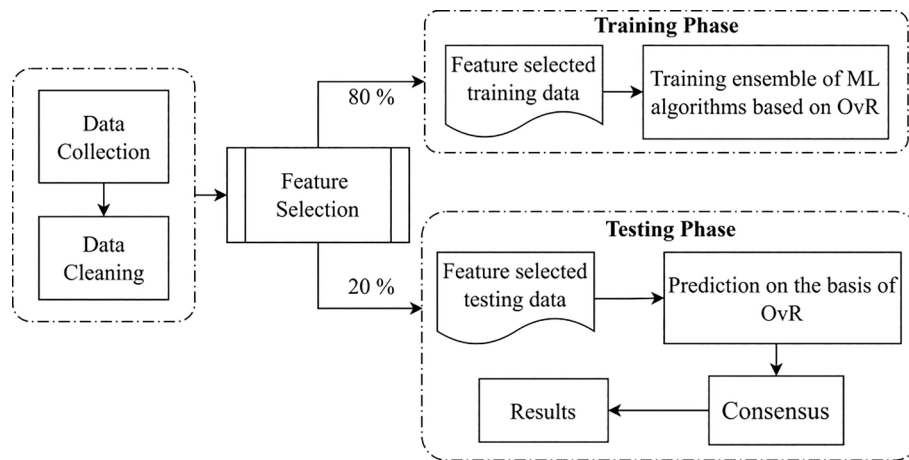 Data
Collection
Data
Cleaning
Feature
Selection
80 %
20 %
Training Phase
Feature selected
training data
Training ensemble of ML
algorithms based on OvR
Testing Phase
Feature selected
testing data
Prediction on the basis of
OvR
Consensus
Results